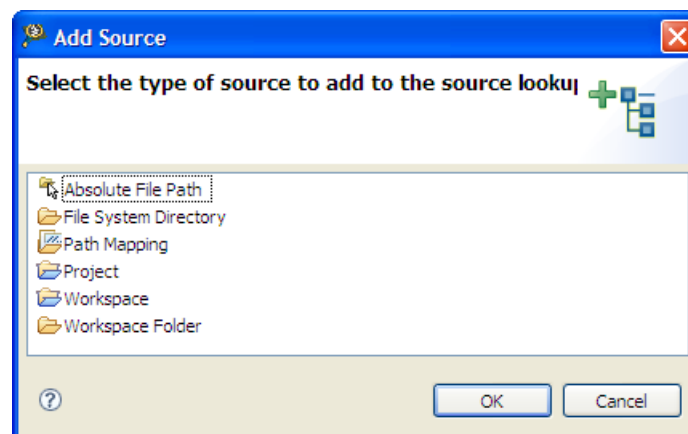 Add Source
Select the type of source to add to the source lookup
Absolute File Path
File System Directory
Path Mapping
Project
Workspace
Workspace Folder
OK
Cancel